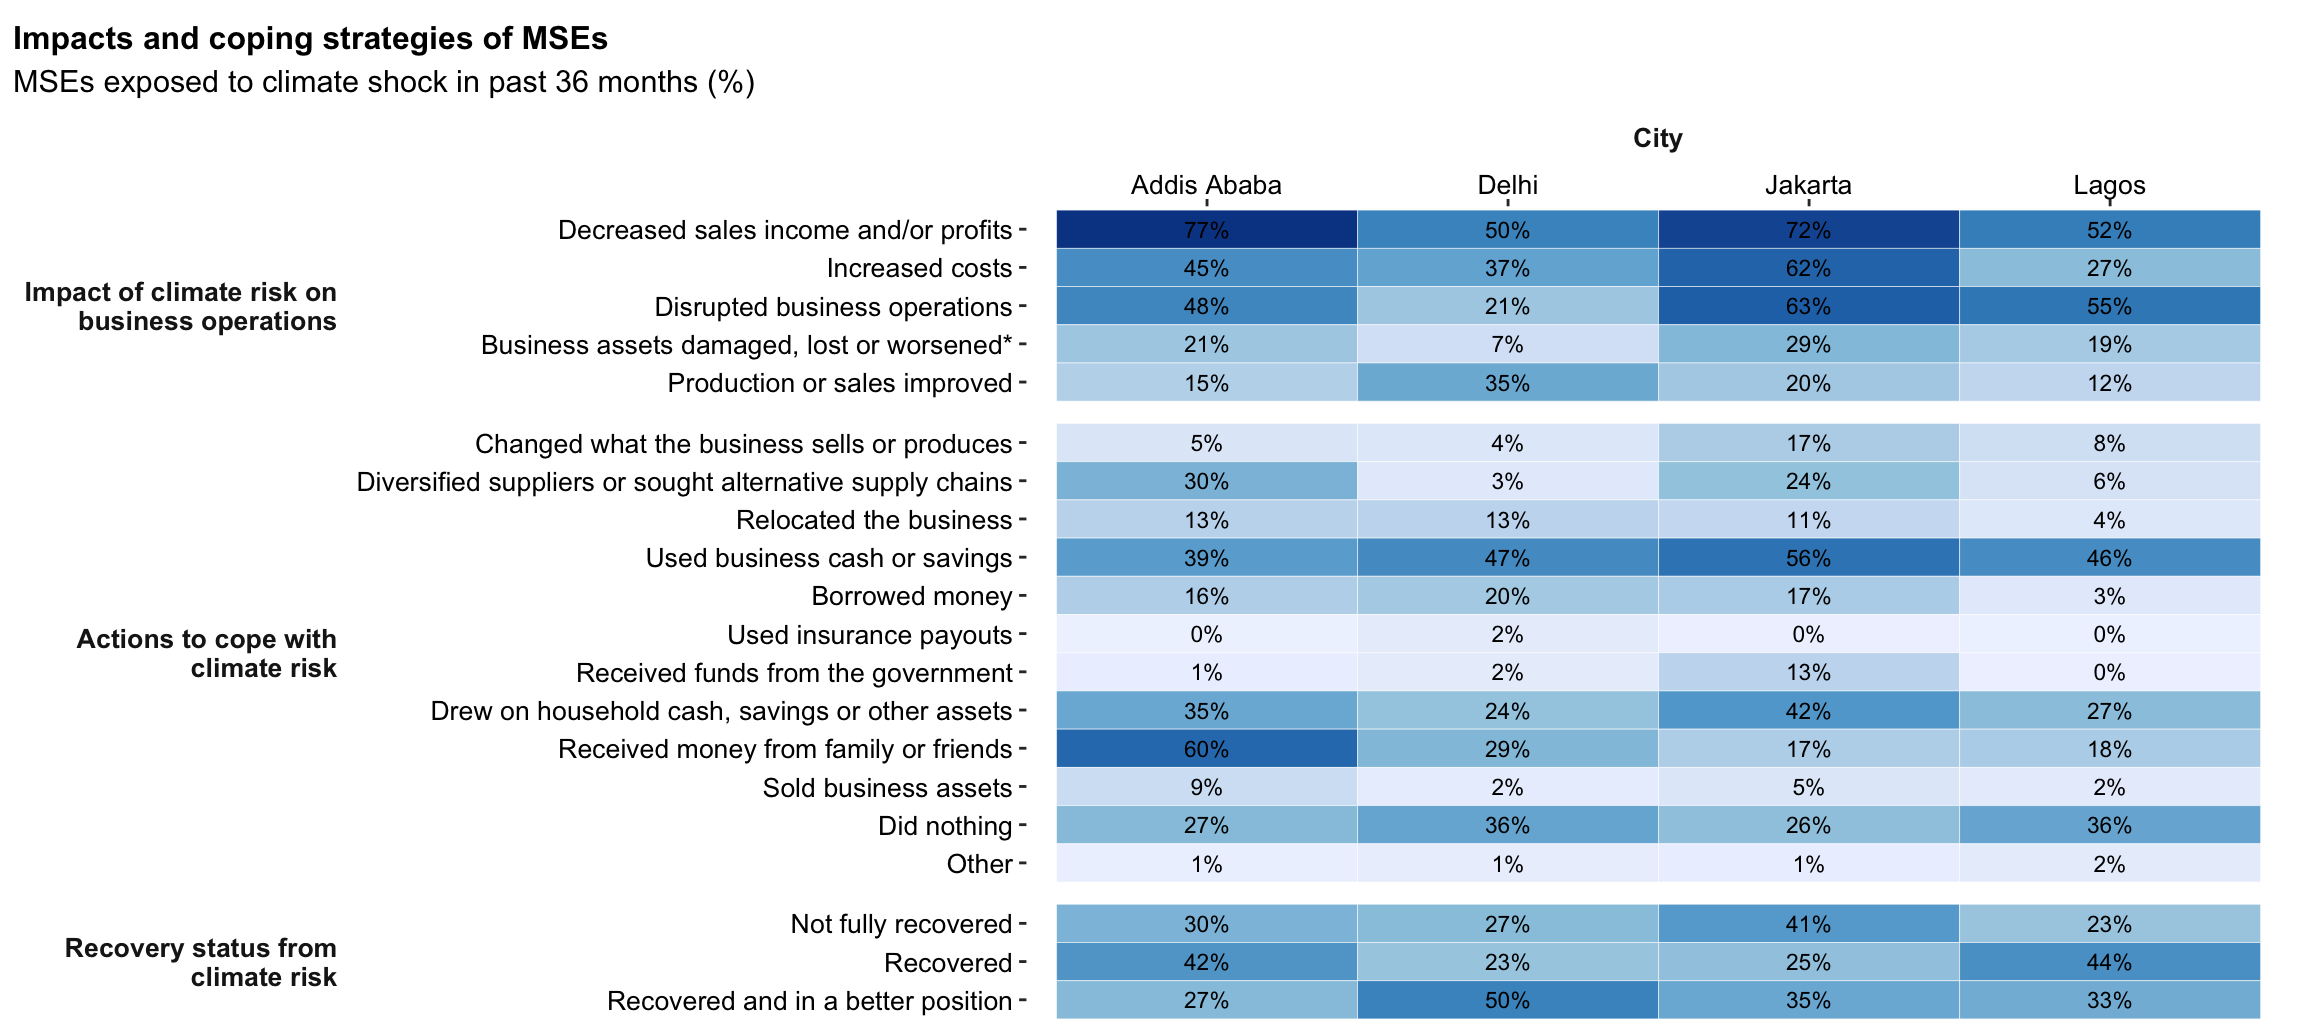 Impacts and coping strategies of MSEs
MSEs exposed to climate shock in past 36 months (%)
City
Addis Ababa Delhi Jakarta Lagos
Impact of climate risk on
business operations
Decreased sales income and/or profits 77% 50% 72% 52%
Increased costs 45% 37% 62% 27%
Disrupted business operations 48% 21% 63% 55%
Business assets damaged, lost or worsened* 21% 7% 29% 19%
Production or sales improved 15% 35% 20% 12%
Actions to cope with
climate risk
Changed what the business sells or produces 5% 4% 17% 8%
Diversified suppliers or sought alternative supply chains 30% 3% 24% 6%
Relocated the business 13% 13% 11% 4%
Used business cash or savings 39% 47% 56% 46%
Borrowed money 16% 20% 17% 3%
Used insurance payouts 0% 2% 0% 0%
Received funds from the government 1% 2% 13% 0%
Drew on household cash, savings or other assets 35% 24% 42% 27%
Received money from family or friends 60% 29% 17% 18%
Sold business assets 9% 2% 5% 2%
Did nothing 27% 36% 26% 36%
Other 1% 1% 1% 2%
Recovery status from
climate risk
Not fully recovered 30% 27% 41% 23%
Recovered 42% 23% 25% 44%
Recovered and in a better position 27% 50% 35% 33%